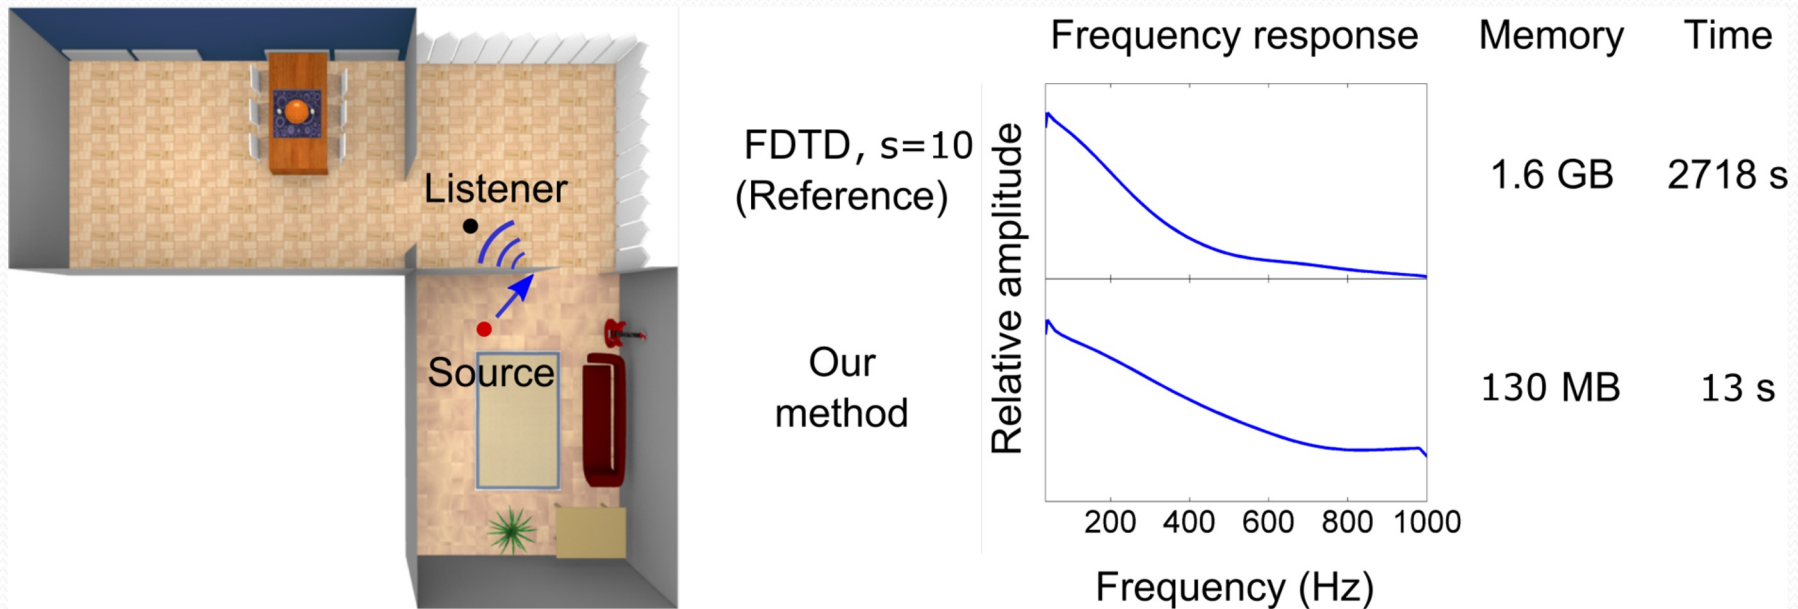 Listener
Source
Frequency response
Memory
Time
FDTD, s=10
(Reference)
1.6 GB
2718 s
Our
method
130 MB
13 s
Relative amplitude
200 400 600 800 1000
Frequency (Hz)